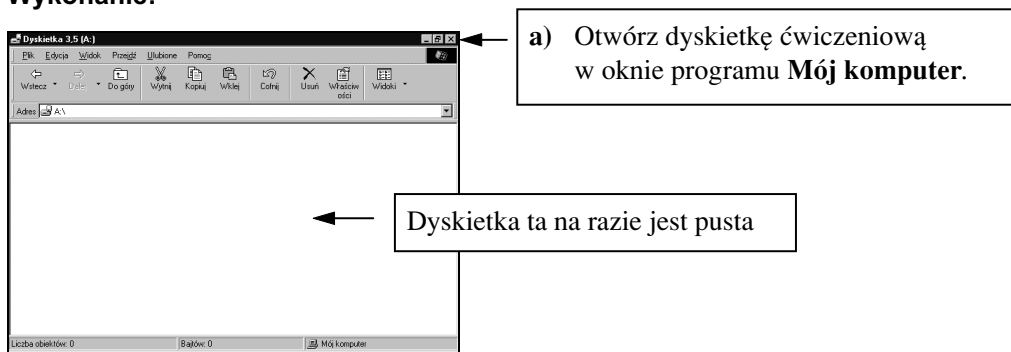 Wykonanie:
Dyskietka 3,5 (A:)
Plik Edycja Widok Przejdź Ulubione Pomoc
Wstecz Dalej Do góry Wytnij Kopiuj Wklej Cofnij Usuń Właściw ości Widoki
Adres A:\
a) Otwórz dyskietkę ćwiczeniową
w oknie programu Mój komputer.
Dyskietka ta na razie jest pusta
Liczba obiektów: 0 Bajtów: 0 Mój komputer